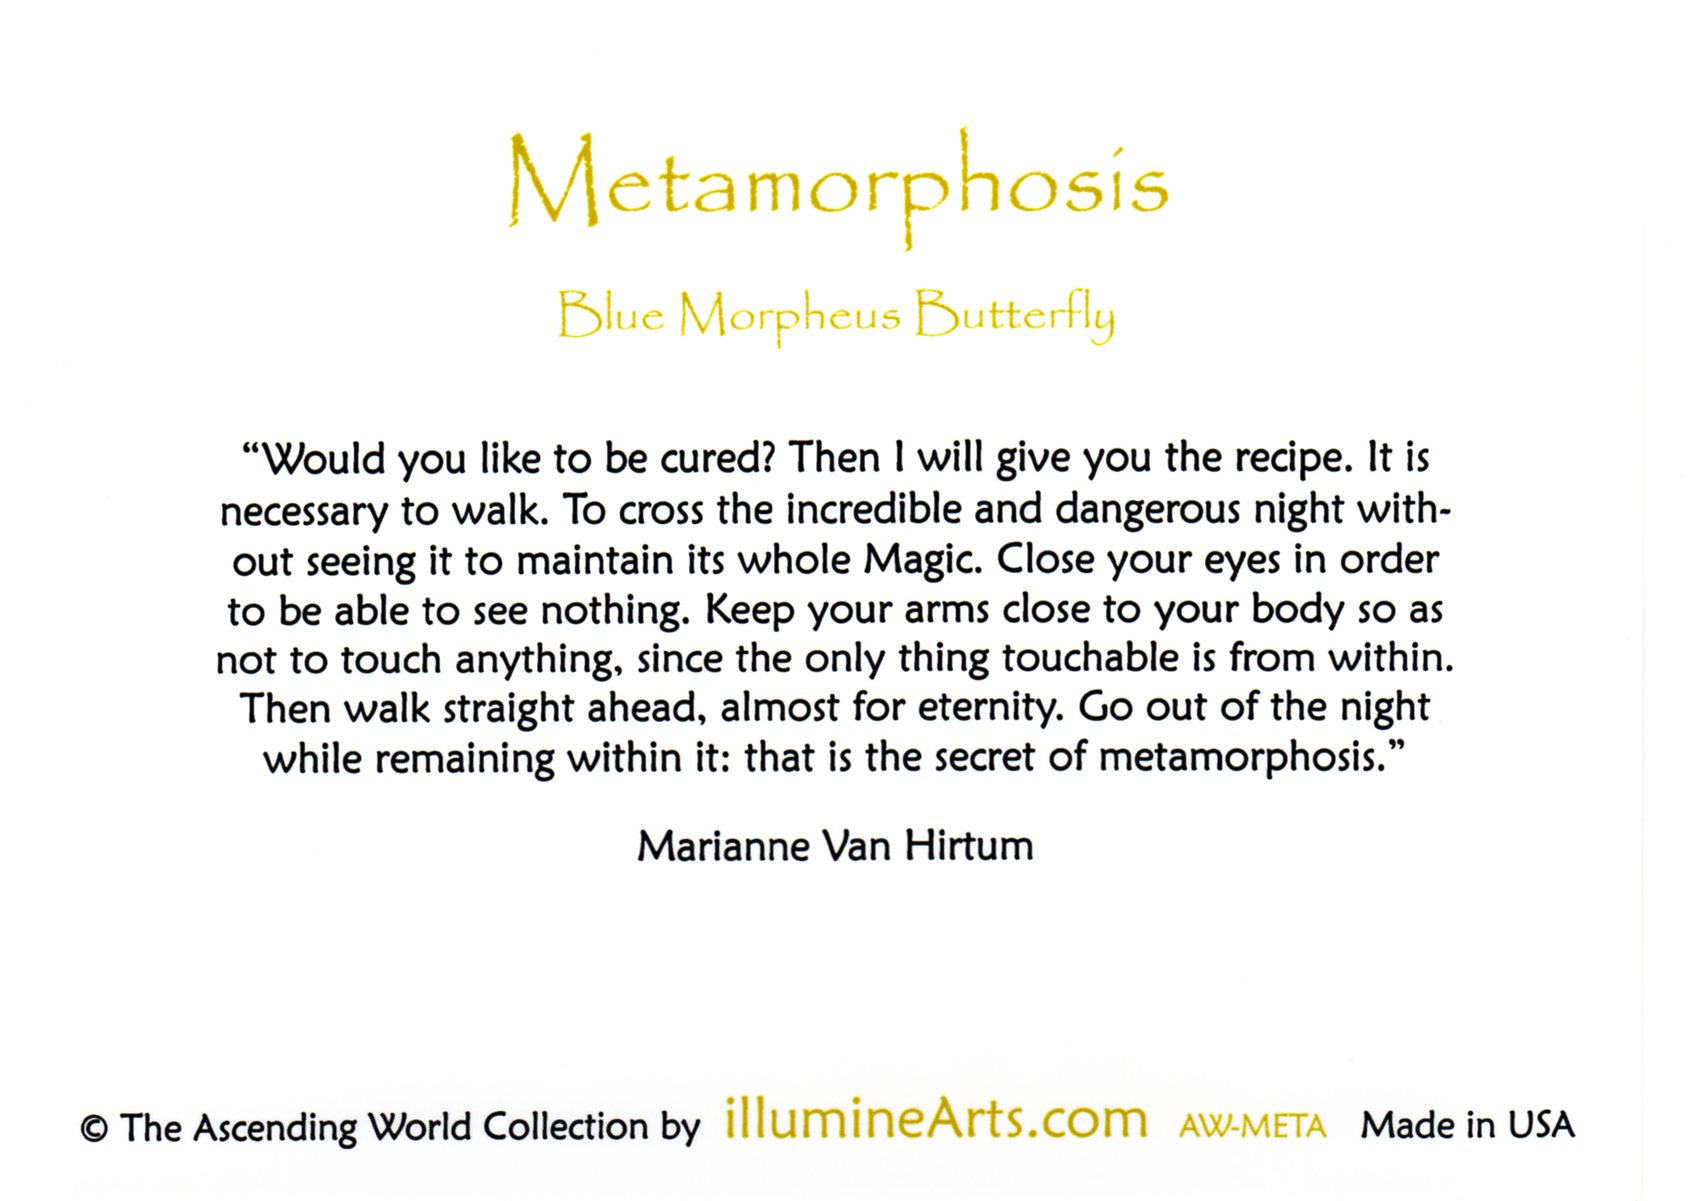 Metamorphosis
Blue Morpheus Butterfly
“Would you like to be cured? Then I will give you the recipe. It is
necessary to walk. To cross the incredible and dangerous night with-
out seeing it to maintain its whole Magic. Close your eyes in order
to be able to see nothing. Keep your arms close to your body so as
not to touch anything, since the only thing touchable is from within.
Then walk straight ahead, almost for eternity. Go out of the night
while remaining within it: that is the secret of metamorphosis.”
Marianne Van Hirtum
© The Ascending World Collection by illumineArts.com AW-META Made in USA